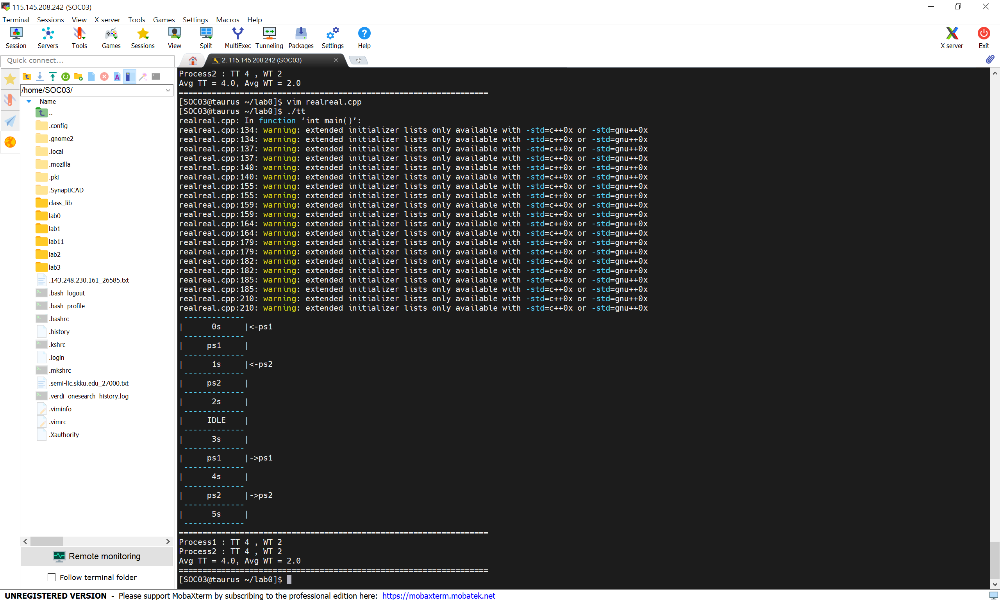 115.145.208.242 (SOC03)
Terminal Sessions View X server Tools Games Settings Macros Help
Session Servers Tools Games Sessions View Split MultiExec Tunneling Packages Settings Help X server Exit
Quick connect...
2. 115.145.208.242 (SOC03)
/home/SOC03/
Name
..
.config
.gnome2
.local
.mozilla
.pki
.SynaptiCAD
class_lib
lab0
lab1
lab11
lab2
lab3
.143.248.230.161_26585.txt
.bash_logout
.bash_profile
.bashrc
.history
.kshrc
.login
.mkshrc
.semi-lic.skku.edu_27000.txt
.verdi_onesearch_history.log
.viminfo
.vimrc
.Xauthority
Remote monitoring
Follow terminal folder
Process2 : TT 4 , WT 2
Avg TT = 4.0, Avg WT = 2.0
==================================================================
[SOC03@taurus ~/lab0]$ vim realreal.cpp
[SOC03@taurus ~/lab0]$ ./tt
realreal.cpp: In function ‘int main()’:
realreal.cpp:134: warning: extended initializer lists only available with -std=c++0x or -std=gnu++0x
realreal.cpp:134: warning: extended initializer lists only available with -std=c++0x or -std=gnu++0x
realreal.cpp:137: warning: extended initializer lists only available with -std=c++0x or -std=gnu++0x
realreal.cpp:137: warning: extended initializer lists only available with -std=c++0x or -std=gnu++0x
realreal.cpp:140: warning: extended initializer lists only available with -std=c++0x or -std=gnu++0x
realreal.cpp:140: warning: extended initializer lists only available with -std=c++0x or -std=gnu++0x
realreal.cpp:155: warning: extended initializer lists only available with -std=c++0x or -std=gnu++0x
realreal.cpp:155: warning: extended initializer lists only available with -std=c++0x or -std=gnu++0x
realreal.cpp:159: warning: extended initializer lists only available with -std=c++0x or -std=gnu++0x
realreal.cpp:159: warning: extended initializer lists only available with -std=c++0x or -std=gnu++0x
realreal.cpp:164: warning: extended initializer lists only available with -std=c++0x or -std=gnu++0x
realreal.cpp:164: warning: extended initializer lists only available with -std=c++0x or -std=gnu++0x
realreal.cpp:179: warning: extended initializer lists only available with -std=c++0x or -std=gnu++0x
realreal.cpp:179: warning: extended initializer lists only available with -std=c++0x or -std=gnu++0x
realreal.cpp:182: warning: extended initializer lists only available with -std=c++0x or -std=gnu++0x
realreal.cpp:182: warning: extended initializer lists only available with -std=c++0x or -std=gnu++0x
realreal.cpp:185: warning: extended initializer lists only available with -std=c++0x or -std=gnu++0x
realreal.cpp:185: warning: extended initializer lists only available with -std=c++0x or -std=gnu++0x
realreal.cpp:210: warning: extended initializer lists only available with -std=c++0x or -std=gnu++0x
realreal.cpp:210: warning: extended initializer lists only available with -std=c++0x or -std=gnu++0x
-------------
| 0s |<-ps1
-------------
| ps1 |
-------------
| 1s |<-ps2
-------------
| ps2 |
-------------
| 2s |
-------------
| IDLE |
-------------
| 3s |
-------------
| ps1 |->ps1
-------------
| 4s |
-------------
| ps2 |->ps2
-------------
| 5s |
-------------
==================================================================
Process1 : TT 4 , WT 2
Process2 : TT 4 , WT 2
Avg TT = 4.0, Avg WT = 2.0
==================================================================
[SOC03@taurus ~/lab0]$
UNREGISTERED VERSION - Please support MobaXterm by subscribing to the professional edition here: https://mobaxterm.mobatek.net